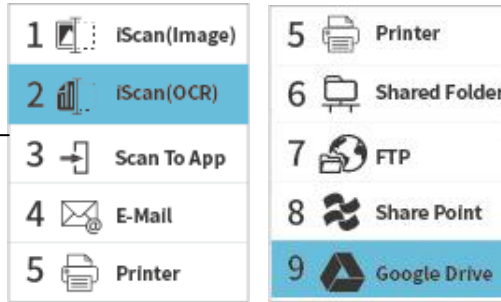 1 iScan(Image)
2 iScan(OCR)
3 Scan To App
4 E-Mail
5 Printer
5 Printer
6 Shared Folder
7 FTP
8 Share Point
9 Google Drive